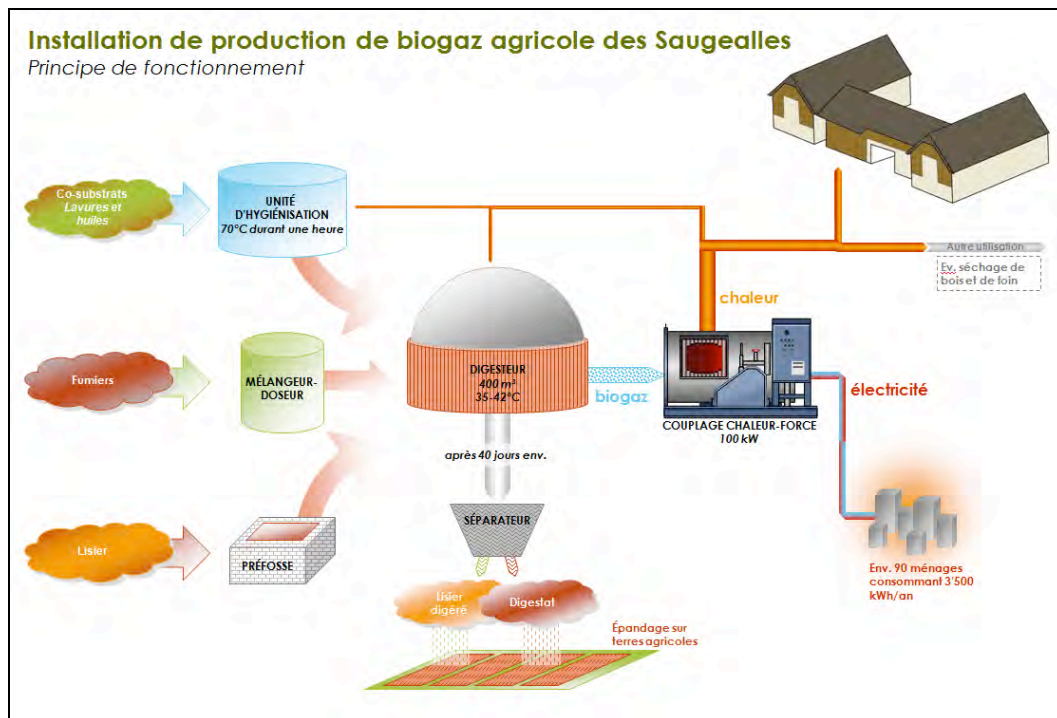 Installation de production de biogaz agricole des Saugealles
Principe de fonctionnement
Co-substrats
Lavures et
huiles
UNITÉ
D'HYGIÉNISATION
70°C durant une heure
Autre utilisation
Ev. séchage de
bois et de foin
chaleur
Fumiers
MÉLANGEUR-
DOSEUR
DIGESTEUR
400 m³
35-42°C
biogaz
COUPLAGE CHALEUR-FORCE
100 kW
électricité
après 40 jours env.
Lisier
PRÉFOSSE
SÉPARATEUR
Env. 90 ménages
consommant 3'500
kWh/an
Lisier
digéré
Digestat
Épandage sur
terres agricoles